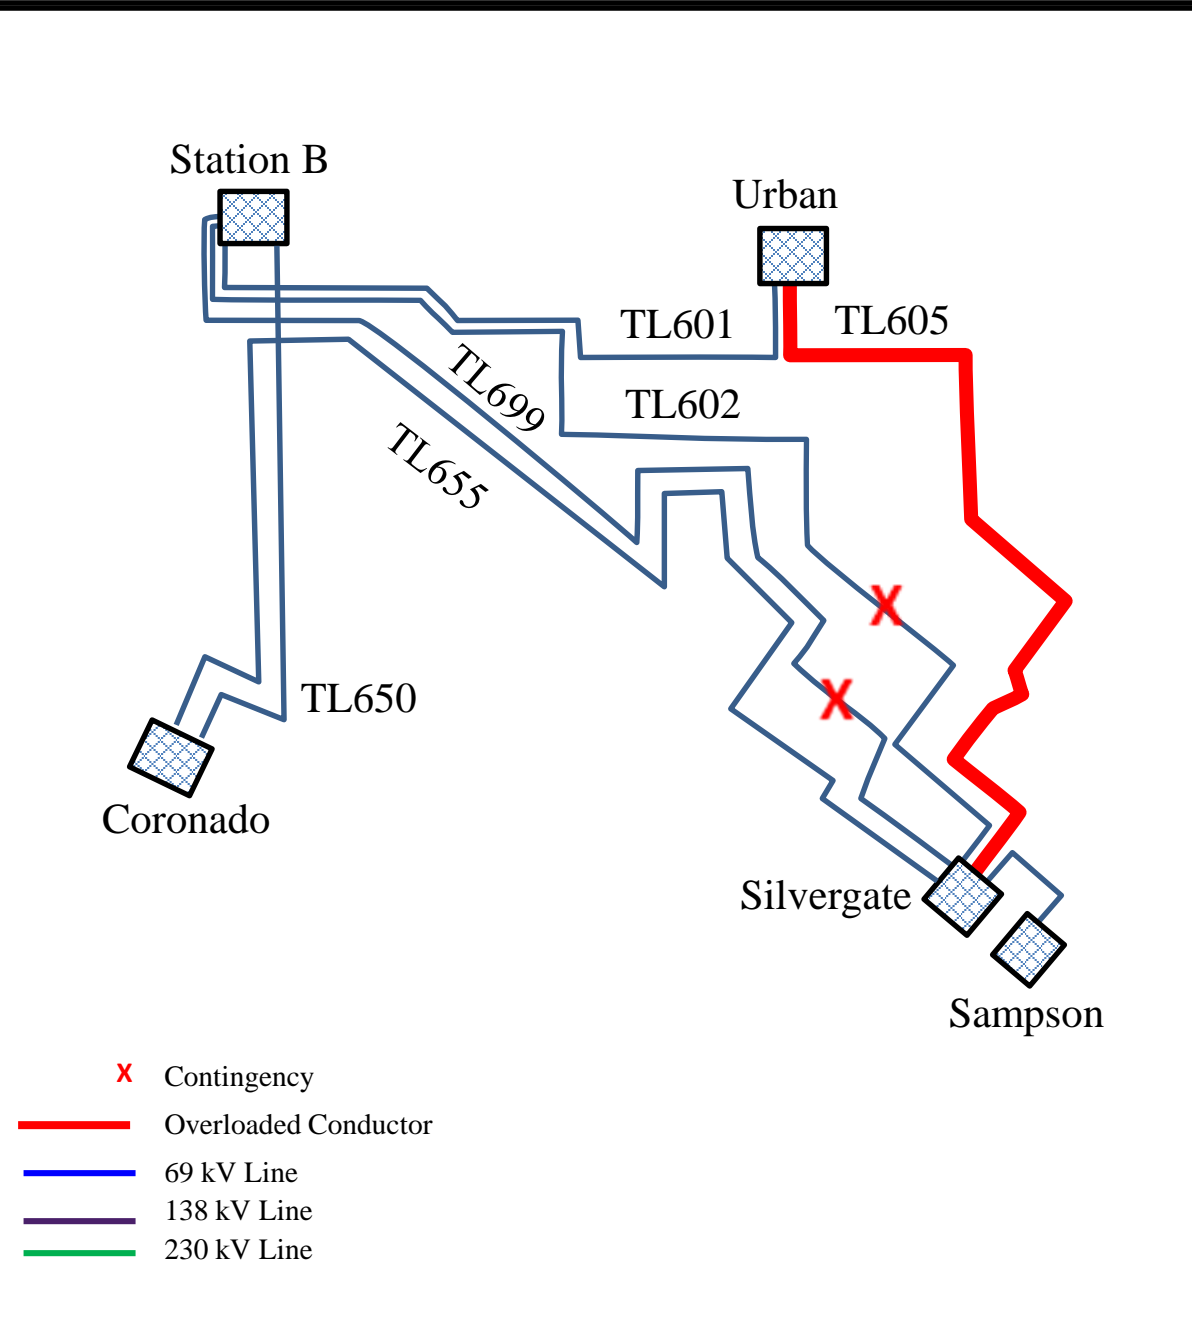 Station B
Urban
TL601
TL605
TL699
TL602
TL655
X
X
TL650
Coronado
Silvergate
Sampson
X Contingency
Overloaded Conductor
69 kV Line
138 kV Line
230 kV Line